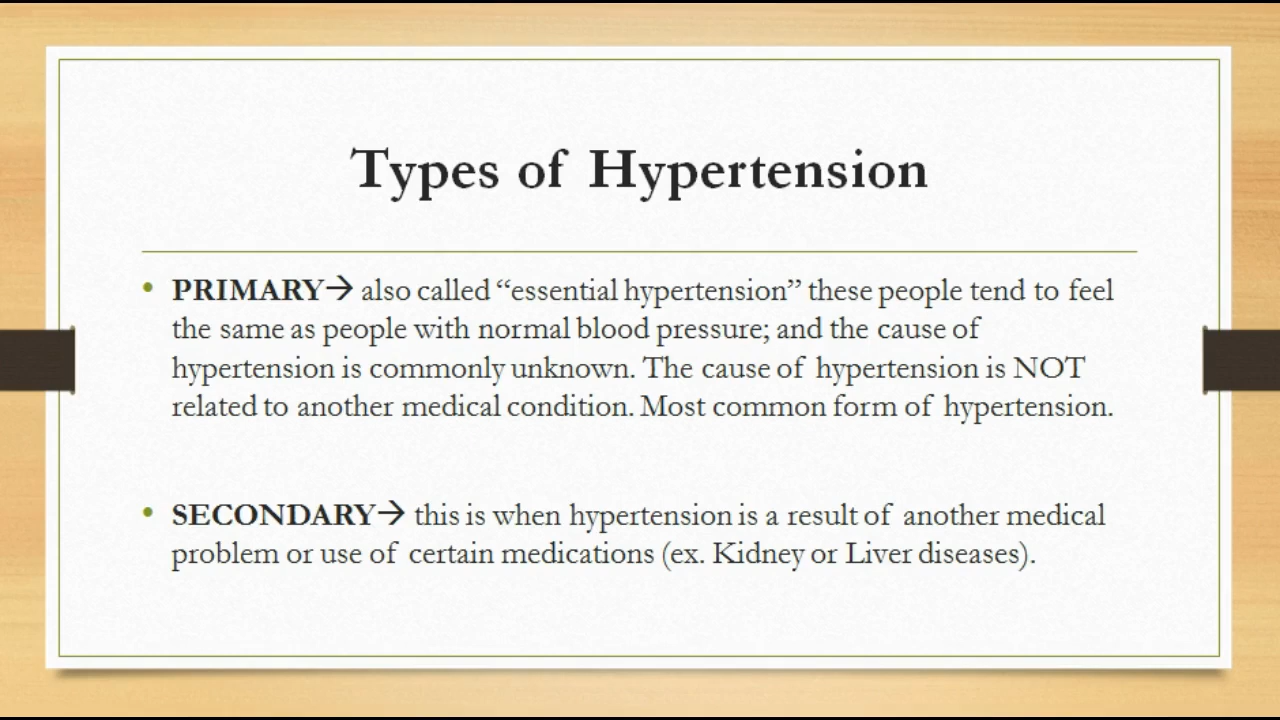 Types of Hypertension
• PRIMARY→ also called “essential hypertension” these people tend to feel
the same as people with normal blood pressure; and the cause of
hypertension is commonly unknown. The cause of hypertension is NOT
related to another medical condition. Most common form of hypertension.
• SECONDARY→ this is when hypertension is a result of another medical
problem or use of certain medications (ex. Kidney or Liver diseases).